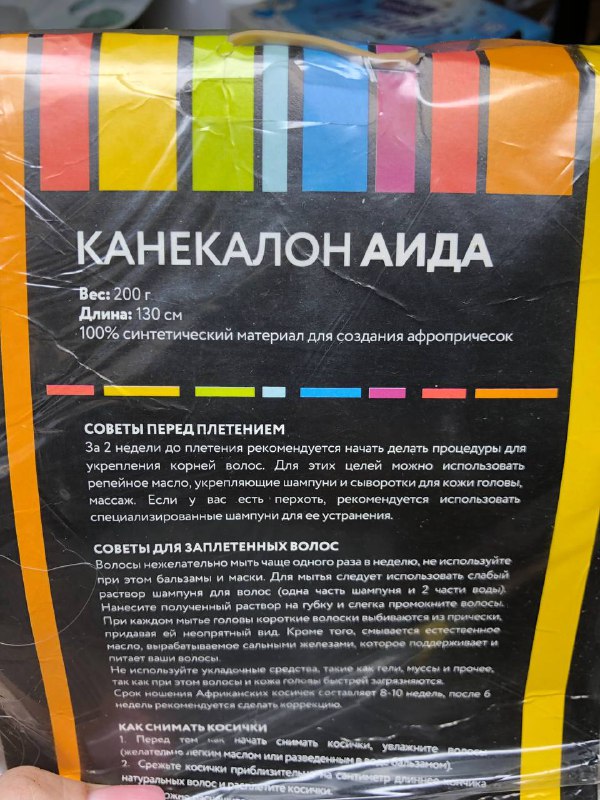 КАНЕКАЛОН АИДА
Вес: 200 г
Длина: 130 см
100% синтетический материал для создания афропричесок
СОВЕТЫ ПЕРЕД ПЛЕТЕНИЕМ
За 2 недели до плетения рекомендуется начать делать процедуры для
укрепления корней волос. Для этих целей можно использовать
репейное масло, укрепляющие шампуни и сыворотки для кожи головы,
массаж. Если у вас есть перхоть, рекомендуется использовать
специализированные шампуни для ее устранения.
СОВЕТЫ ДЛЯ ЗАПЛЕТЕННЫХ ВОЛОС
Волосы нежелательно мыть чаще одного раза в неделю, не используйте
при этом бальзамы и маски. Для мытья следует использовать слабый
раствор шампуня для волос (одна часть шампуня и 2 части воды).
Нанесите полученный раствор на губку и слегка промокните волосы.
При каждом мытье головы короткие волоски выбиваются из прически,
придавая ей неопрятный вид. Кроме того, смывается естественное
масло, вырабатываемое сальными железами, которое поддерживает и
питает ваши волосы.
Не используйте укладочные средства, такие как гели, муссы и прочее,
так как при этом волосы и кожа головы быстрей загрязняются.
Срок ношения Африканских косичек составляет 8-10 недель, после 6
недель рекомендуется сделать коррекцию.
КАК СНИМАТЬ КОСИЧКИ
1. Перед тем как начать снимать косички, увлажните волосы
(желательно легким маслом или разведенным в воде бальзамом).
2. Срежьте косички приблизительно на сантиметр длиннее кончика
натуральных волос и расплетите косички.